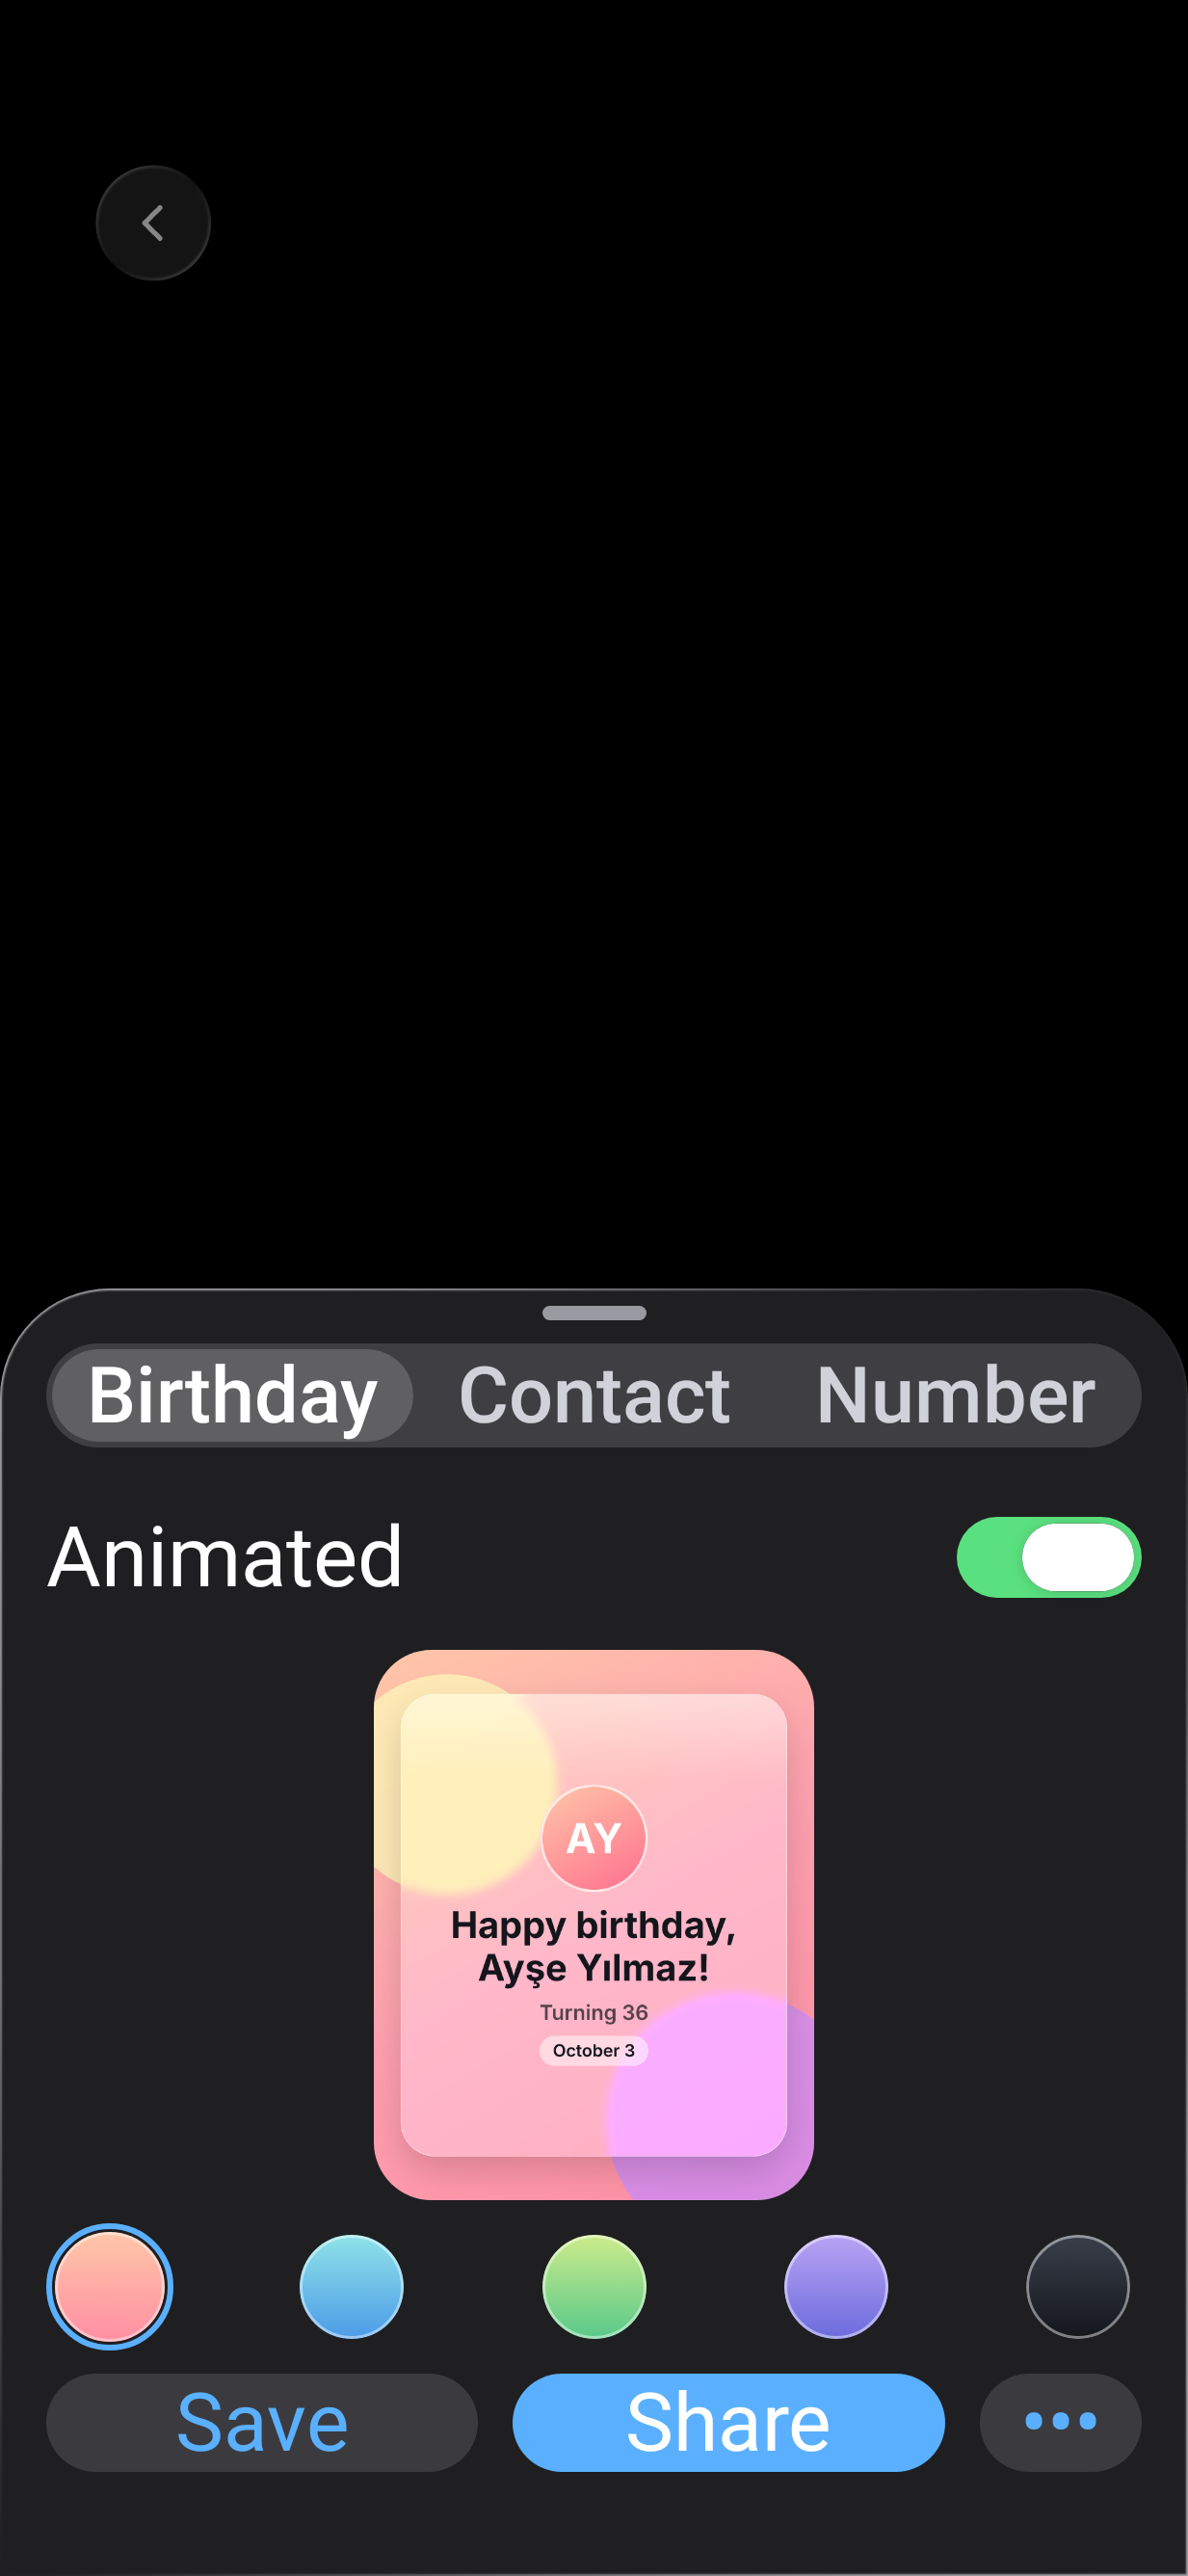 Birthday
Contact
Number
Animated
AY
Happy birthday,
Ayşe Yılmaz!
Turning 36
October 3
Save
Share